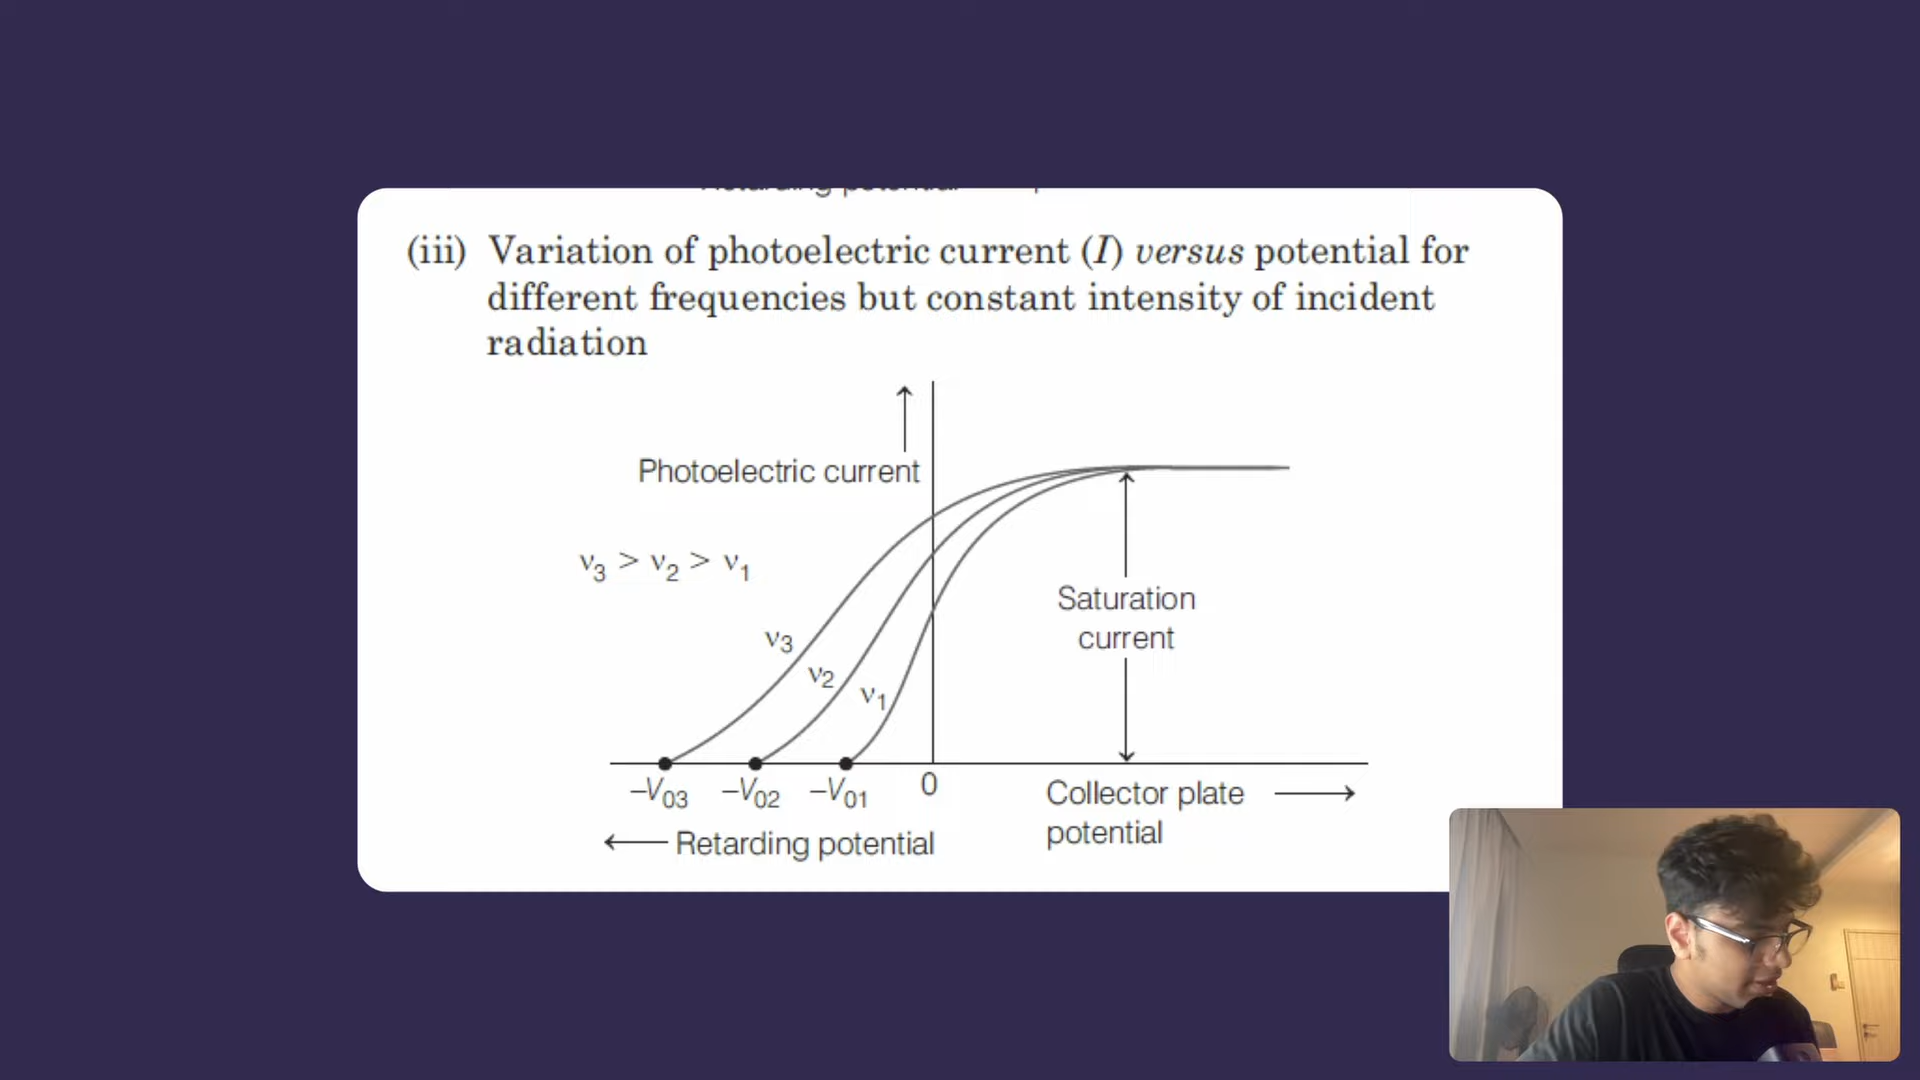 (iii) Variation of photoelectric current (I) versus potential for
different frequencies but constant intensity of incident
radiation
Photoelectric current
ν3 > ν2 > ν1
ν3
ν2
ν1
Saturation
current
–V03 –V02 –V01 0
Collector plate
potential
Retarding potential